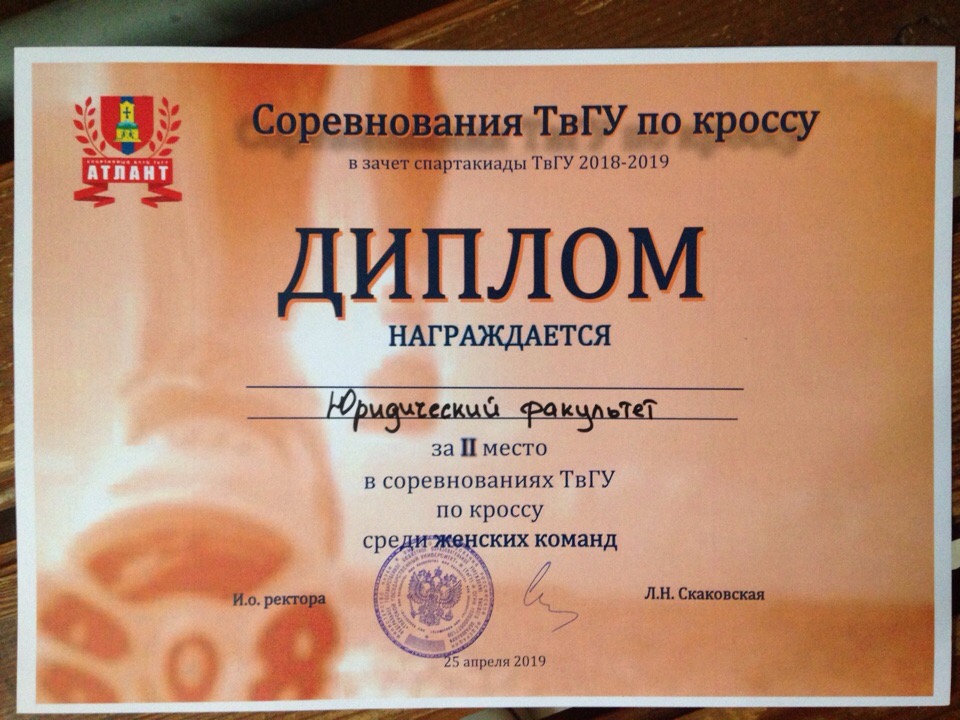 Соревнования ТвГУ по кроссу
в зачет спартакиады ТвГУ 2018-2019
АТЛАНТ
ДИПЛОМ
НАГРАЖДАЕТСЯ
Юридический факультет
за II место
в соревнованиях ТвГУ
по кроссу
среди женских команд
И.о. ректора
Л.Н. Скаковская
25 апреля 2019